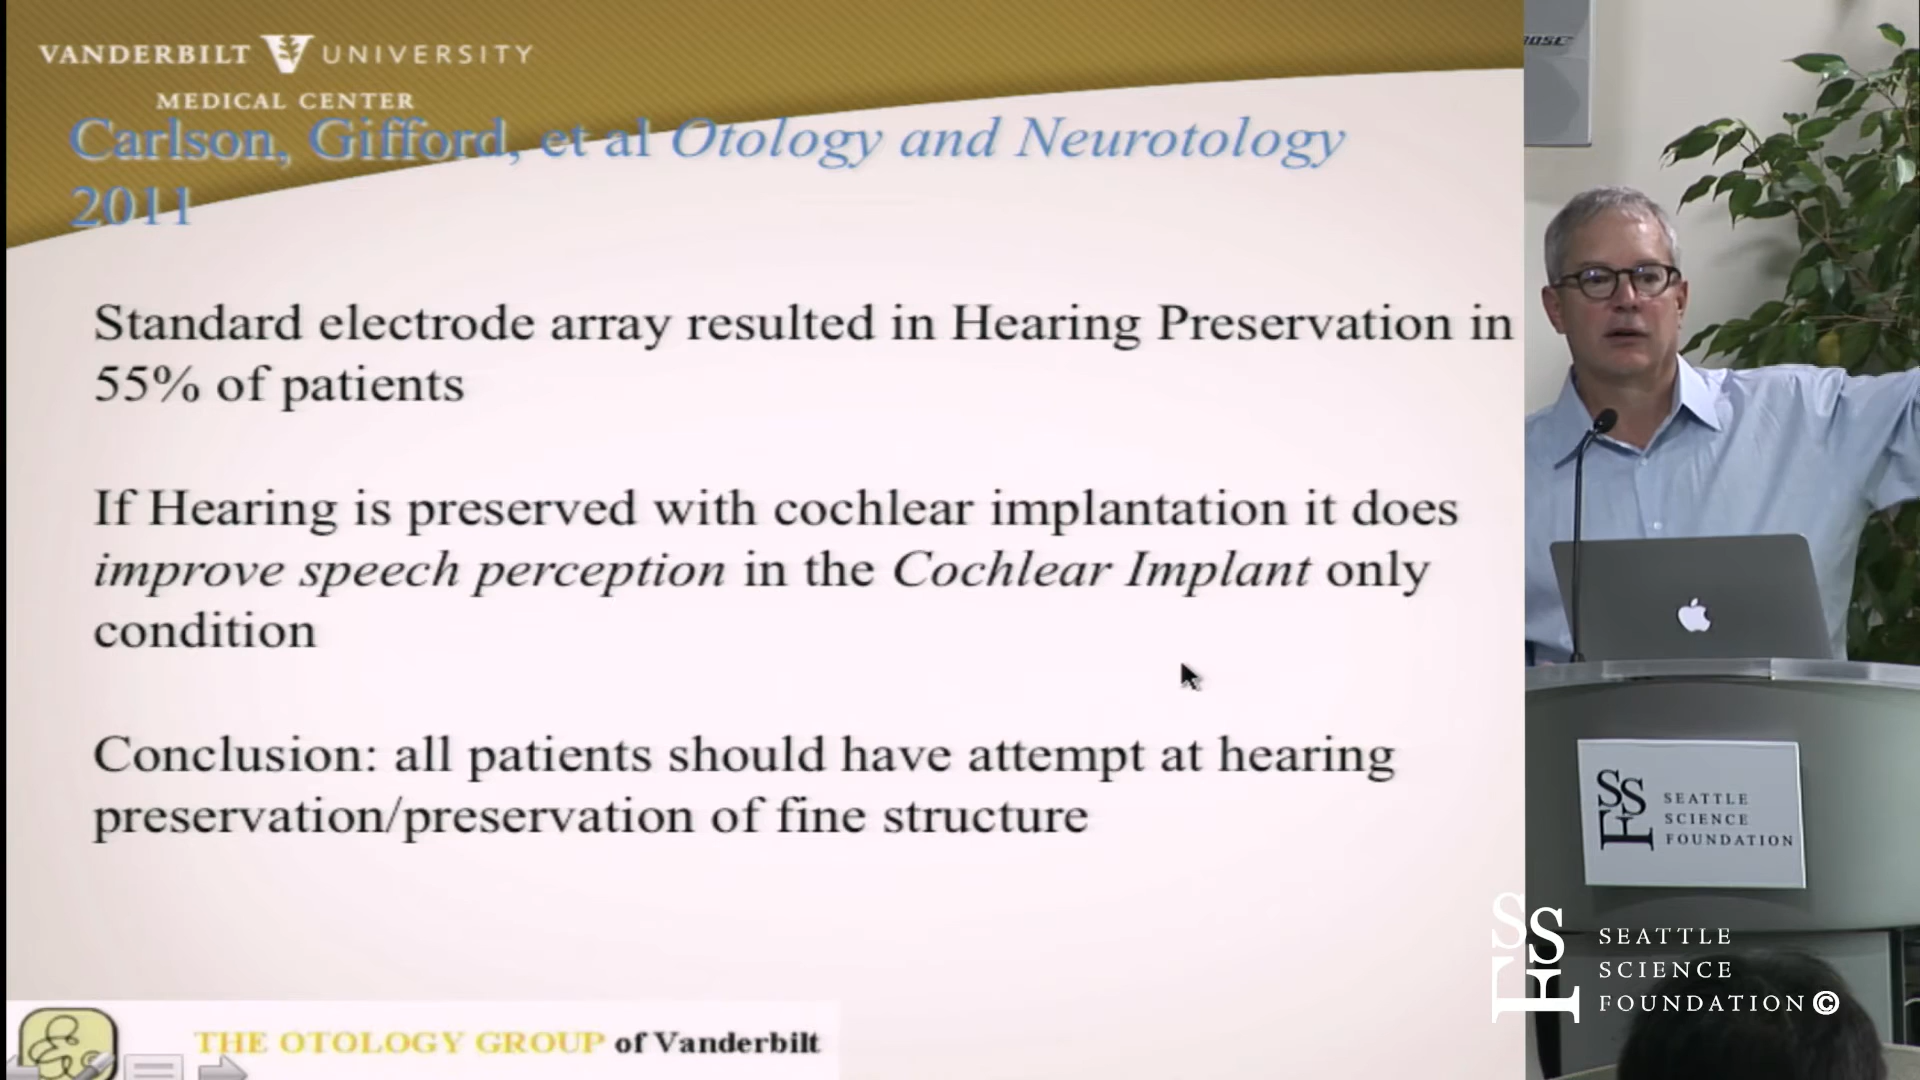 VANDERBILT UNIVERSITY
MEDICAL CENTER
Carlson, Gifford, et al Otology and Neurotology
2011
Standard electrode array resulted in Hearing Preservation in
55% of patients
If Hearing is preserved with cochlear implantation it does
improve speech perception in the Cochlear Implant only
condition
Conclusion: all patients should have attempt at hearing
preservation/preservation of fine structure
THE OTOLOGY GROUP of Vanderbilt
SEATTLE
SCIENCE
FOUNDATION
SEATTLE
SCIENCE
FOUNDATION©